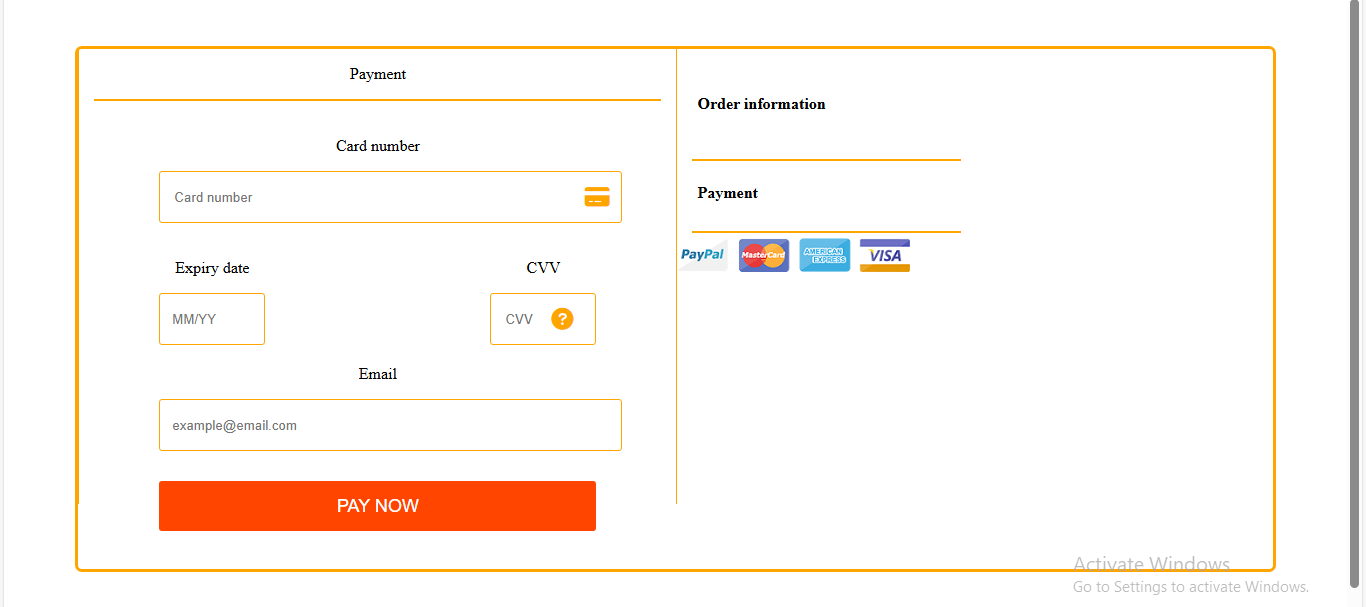 Payment
Card number
Card number
Expiry date
CVV
MM/YY
CVV ?
Email
example@email.com
PAY NOW
Order information
Payment
PayPal MasterCard AMERICAN EXPRESS VISA
Activate Windows
Go to Settings to activate Windows.